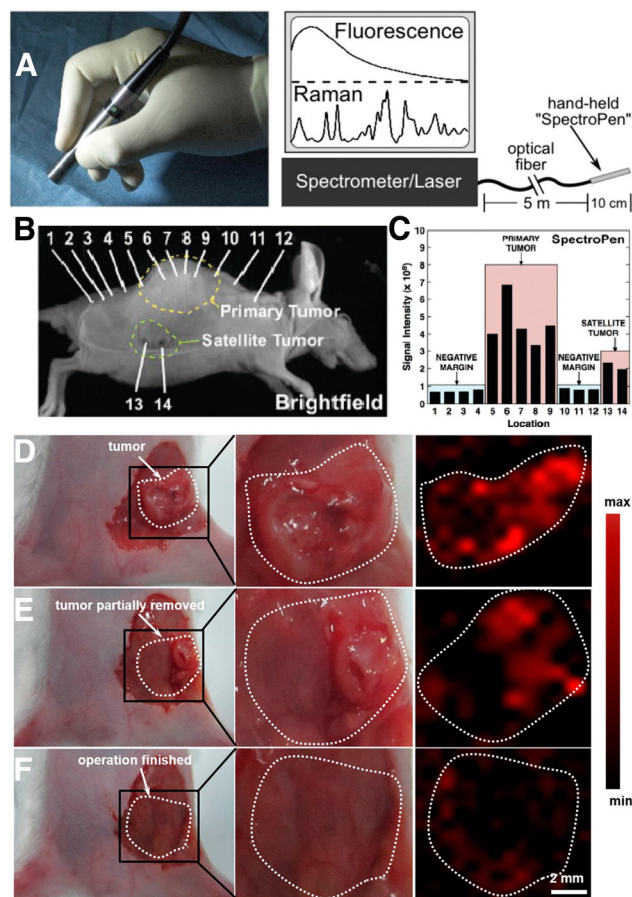 A
Fluorescence
Raman
Spectrometer/Laser
hand-held
"SpectroPen"
optical
fiber
5 m
10 cm
B
1 2 3 4 5 6 7 8 9 10 11 12
Primary Tumor
Satellite Tumor
13 14
Brightfield
C
SpectroPen
Signal Intensity (x 10⁸)
10
9
8
7
6
5
4
3
2
1
0
PRIMARY
TUMOR
SATELLITE
TUMOR
NEGATIVE
MARGIN
NEGATIVE
MARGIN
1 2 3 4 5 6 7 8 9 10 11 12 13 14
Location
D
tumor
E
tumor partially removed
F
operation finished
2 mm
max
min